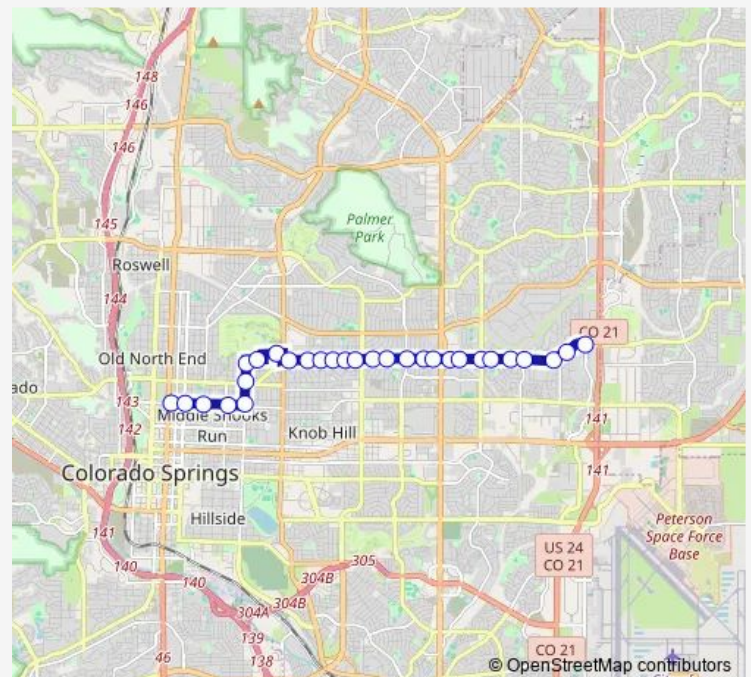 148
146
146
145
Palmer
Park
Roswell
144
CO 21
Old North End
ado
143
Middle Shooks
Run
142
Knob Hill
141
Colorado Springs
141
Hillside
Peterson
Space Force
Base
141
US 24
CO 21
140
305
140
304B
304B
304A
139
CO 21
46
138
© OpenStreetMap contributors